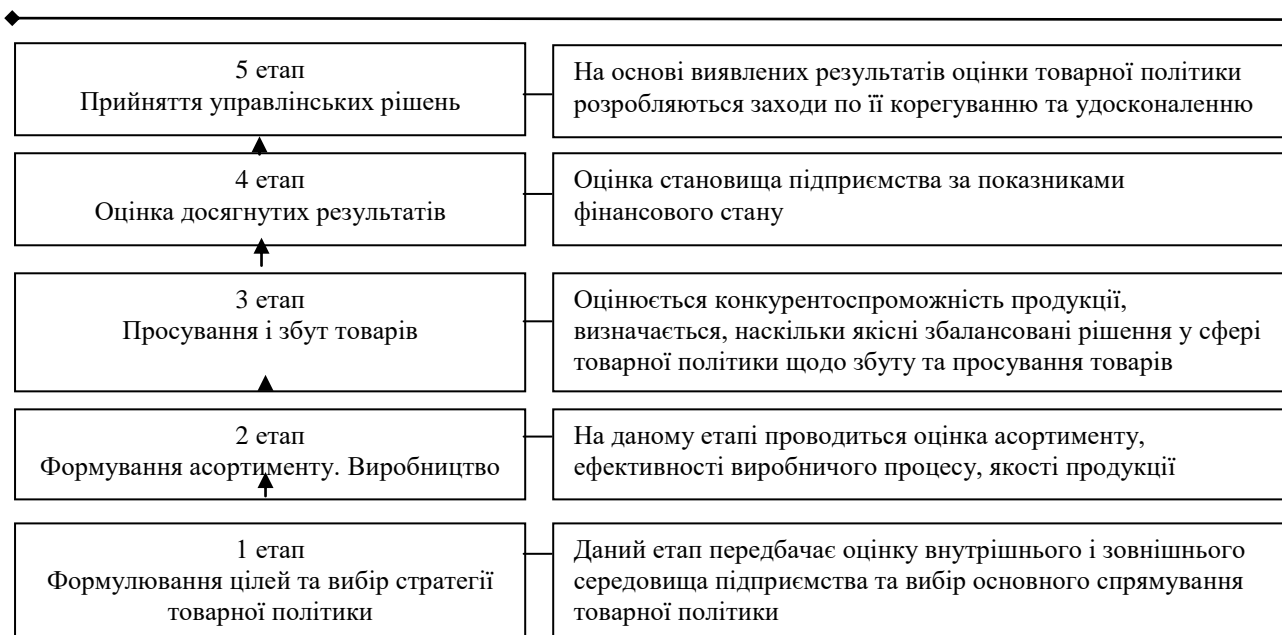 5 етап
Прийняття управлінських рішень
На основі виявлених результатів оцінки товарної політики
розробляються заходи по її корегуванню та удосконаленню
4 етап
Оцінка досягнутих результатів
Оцінка становища підприємства за показниками
фінансового стану
3 етап
Просування і збут товарів
Оцінюється конкурентоспроможність продукції,
визначається, наскільки якісні збалансовані рішення у сфері
товарної політики щодо збуту та просування товарів
2 етап
Формування асортименту. Виробництво
На даному етапі проводиться оцінка асортименту,
ефективності виробничого процесу, якості продукції
1 етап
Формулювання цілей та вибір стратегії
товарної політики
Даний етап передбачає оцінку внутрішнього і зовнішнього
середовища підприємства та вибір основного спрямування
товарної політики